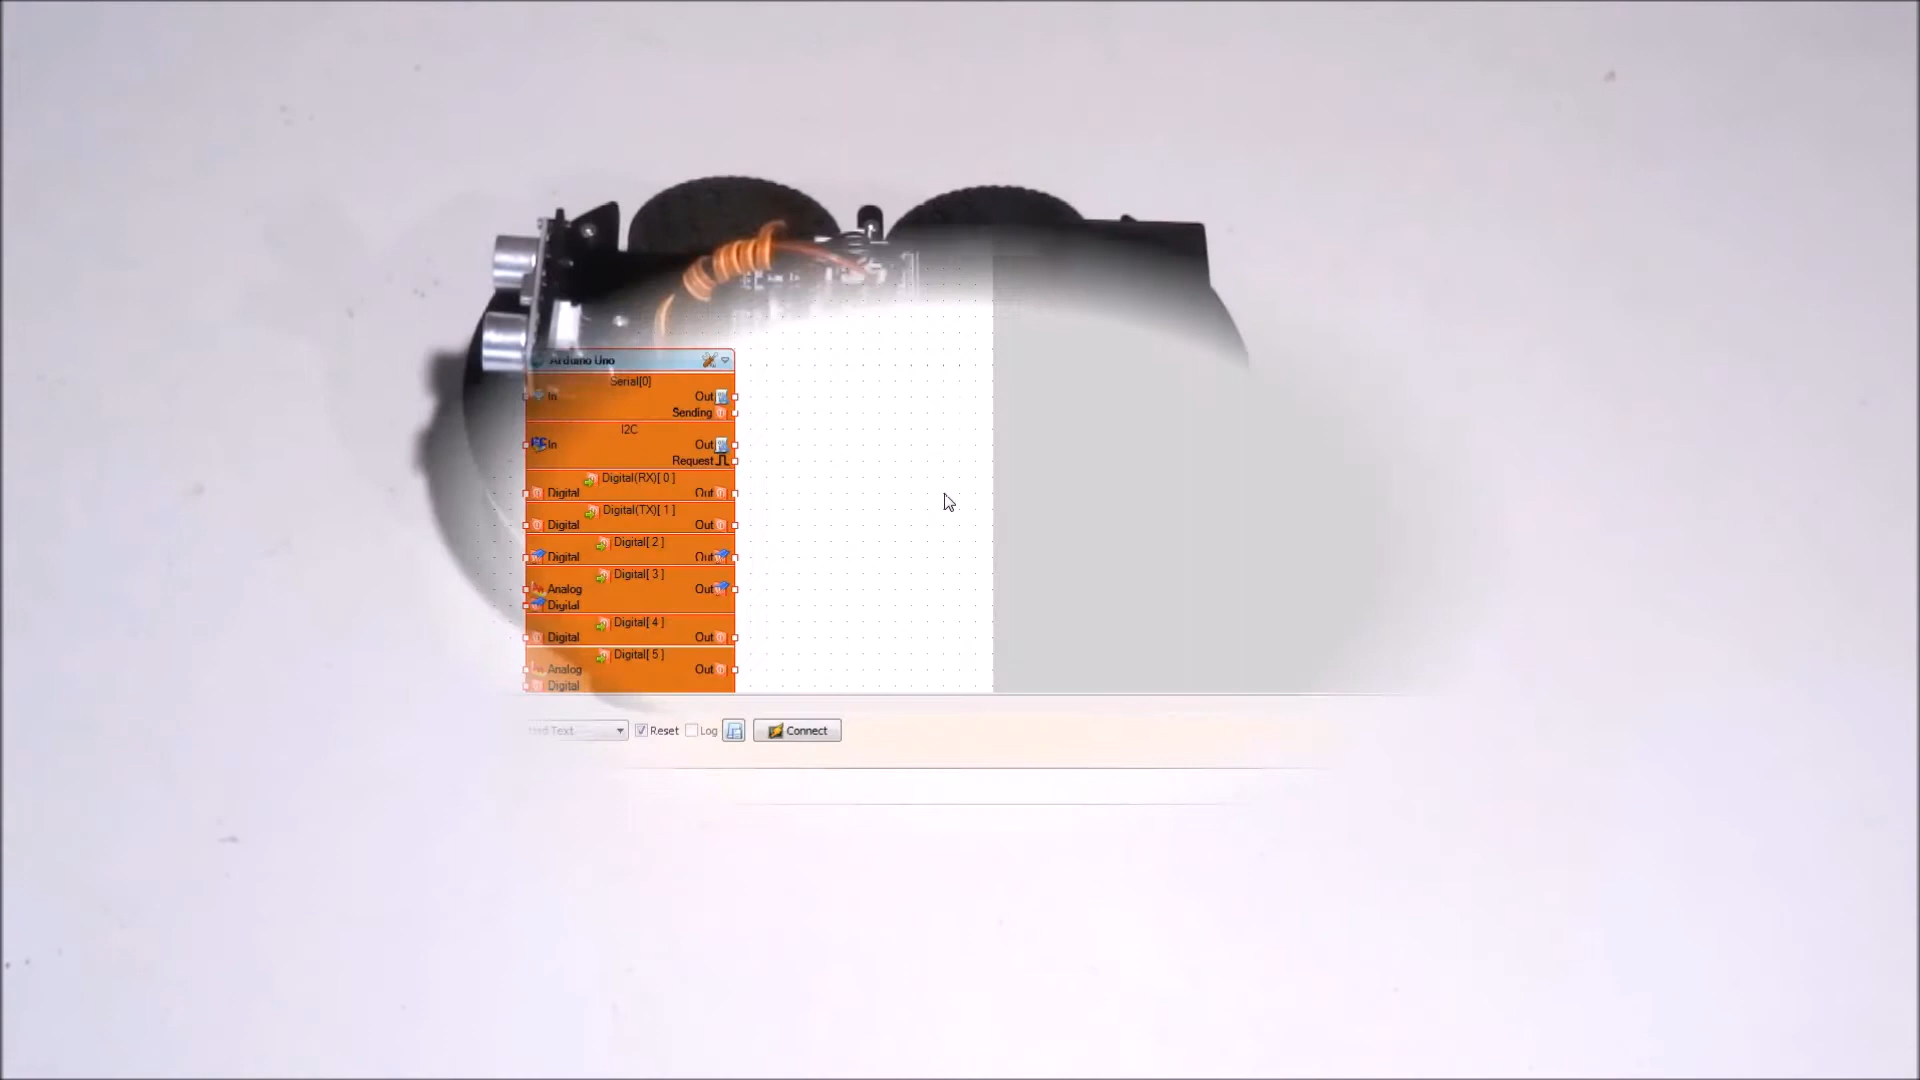 Arduino Uno
Serial[0]
In Out
Sending
I2C
In Out
Request
Digital(RX)[ 0 ]
Digital Out
Digital(TX)[ 1 ]
Digital Out
Digital[ 2 ]
Digital Out
Digital[ 3 ]
Analog Out
Digital
Digital[ 4 ]
Digital Out
Digital[ 5 ]
Analog Out
Digital
Text Reset Log Connect